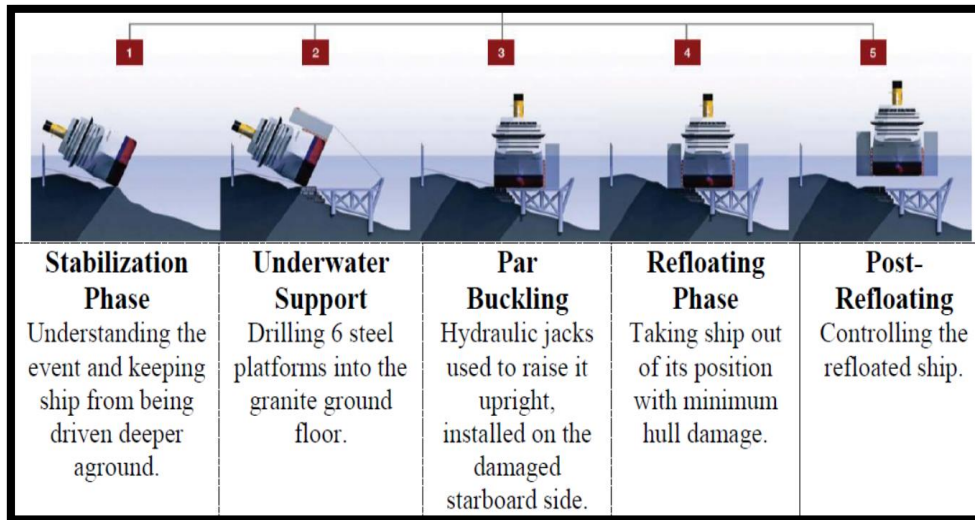 1
2
3
4
5
Stabilization
Phase
Understanding the
event and keeping
ship from being
driven deeper
aground.
Underwater
Support
Drilling 6 steel
platforms into the
granite ground
floor.
Par
Buckling
Hydraulic jacks
used to raise it
upright,
installed on the
damaged
starboard side.
Refloating
Phase
Taking ship out
of its position
with minimum
hull damage.
Post-
Refloating
Controlling the
refloated ship.